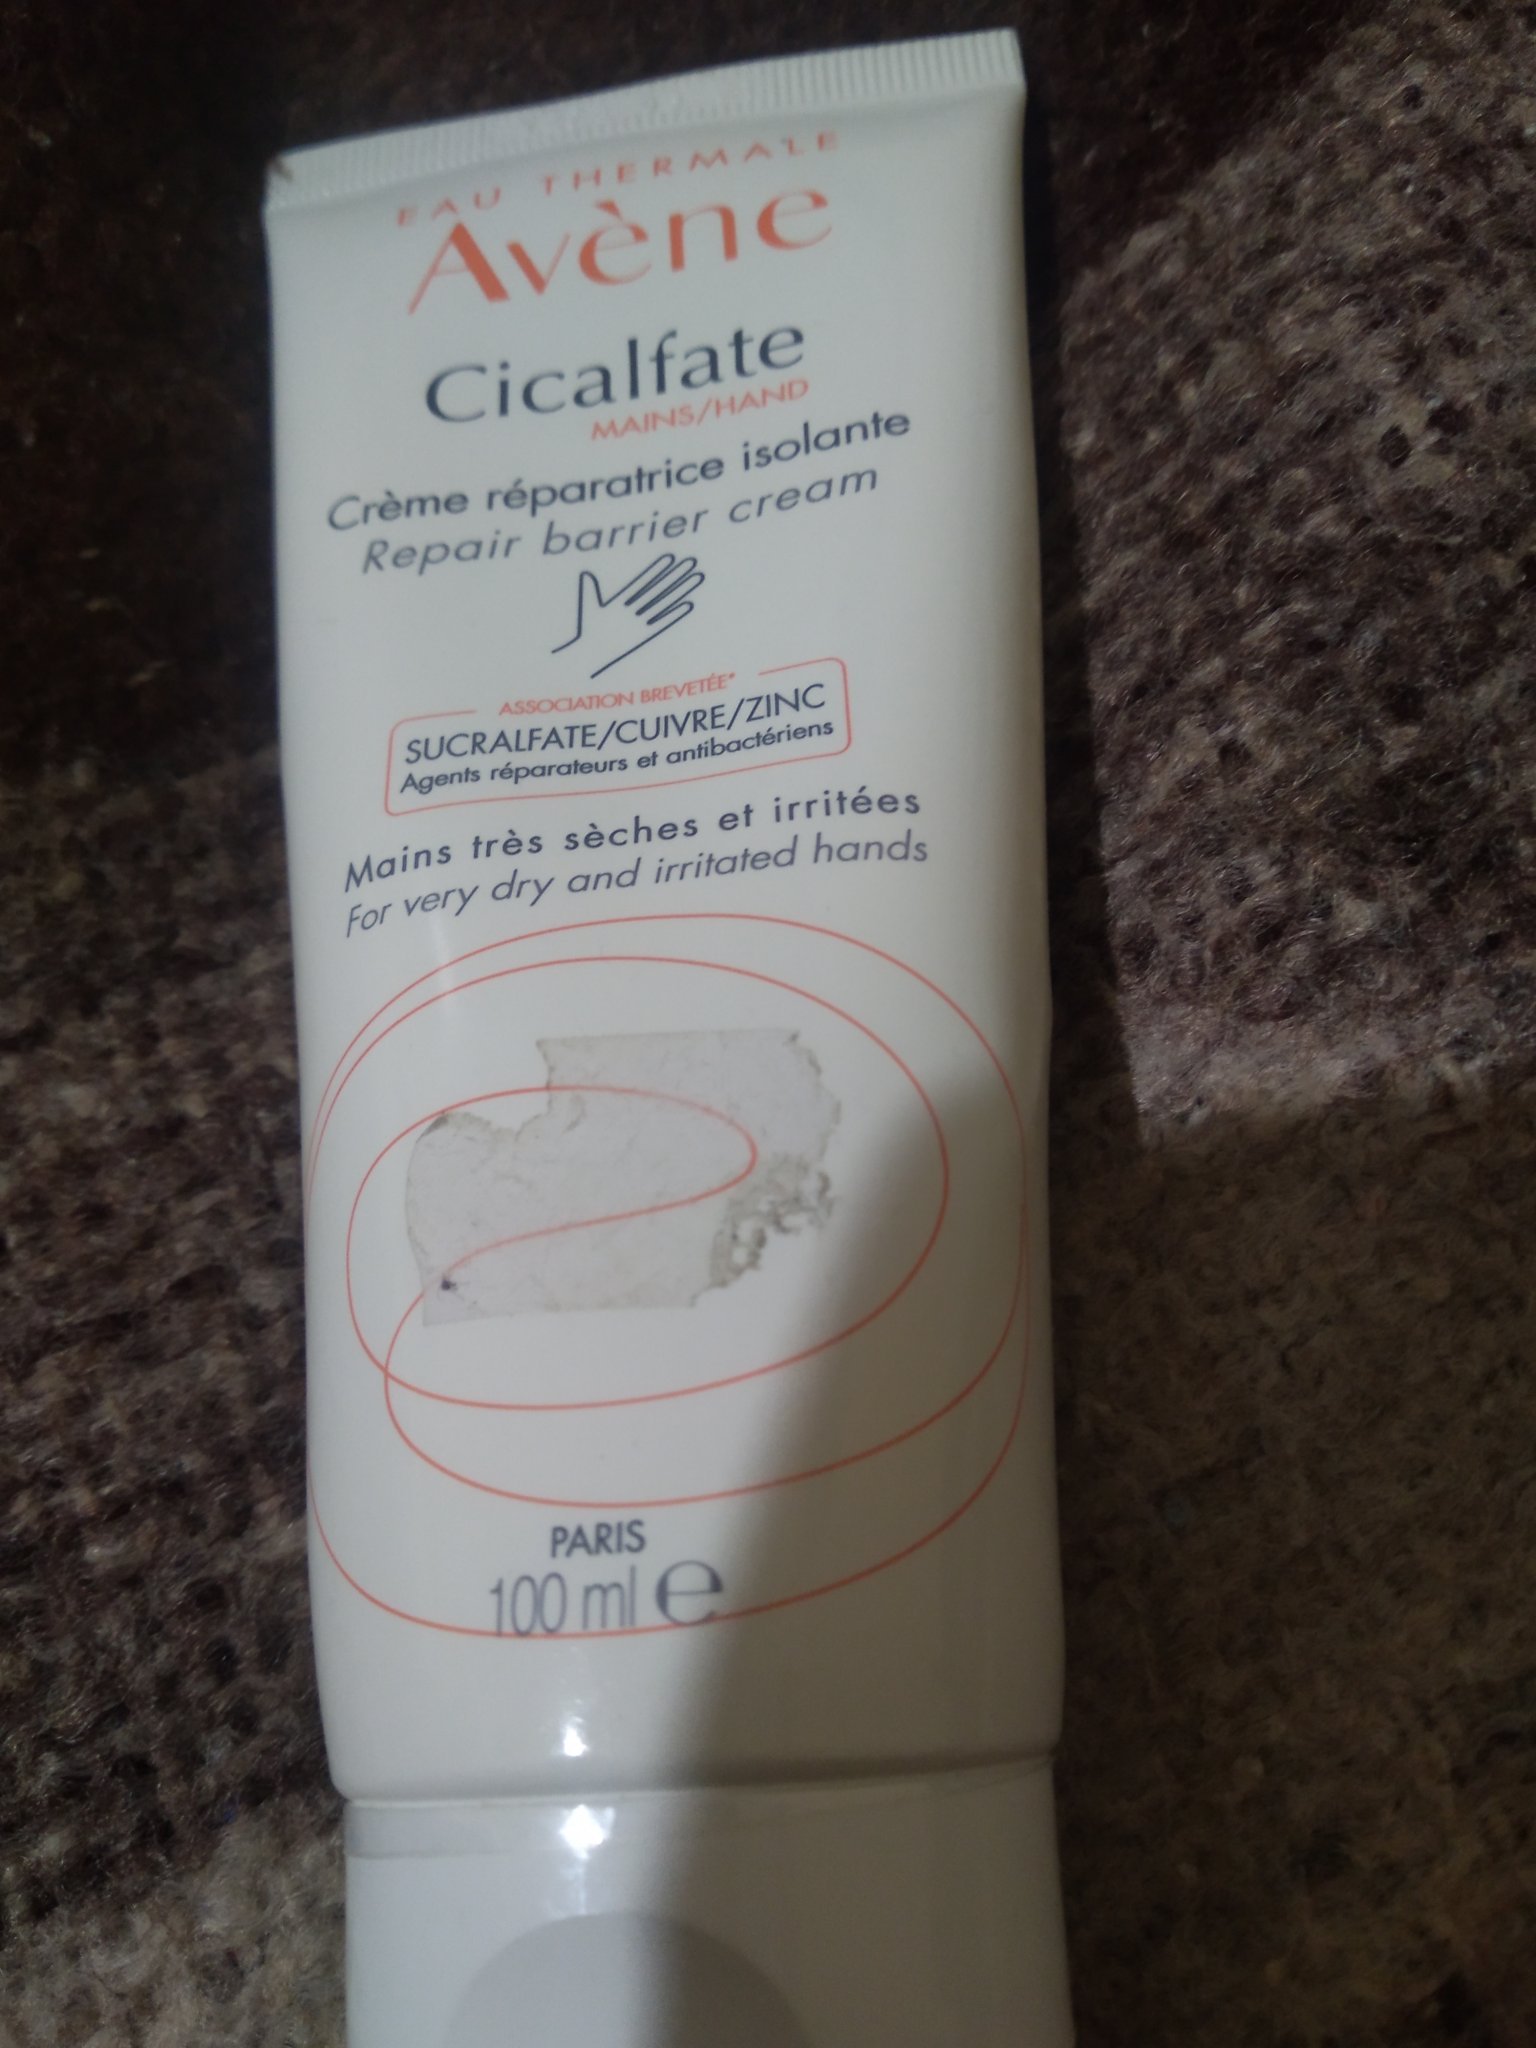 EAU THERMALE
Avène
Cicalfate
MAINS/HAND
Crème réparatrice isolante
Repair barrier cream
ASSOCIATION BREVETÉE*
SUCRALFATE/CUIVRE/ZINC
Agents réparateurs et antibactériens
Mains très sèches et irritées
For very dry and irritated hands
PARIS
100 ml e